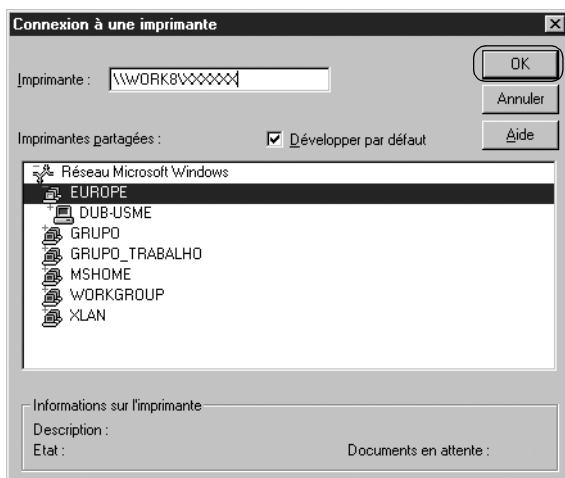 Connexion à une imprimante
Imprimante : \\WORK8\XXXXXX
OK
Annuler
Imprimantes partagées :
Développer par défaut
Aide
Réseau Microsoft Windows
EUROPE
DUB-USME
GRUPO
GRUPO_TRABALHO
MSHOME
WORKGROUP
XLAN
Informations sur l'imprimante
Description :
Etat :
Documents en attente :